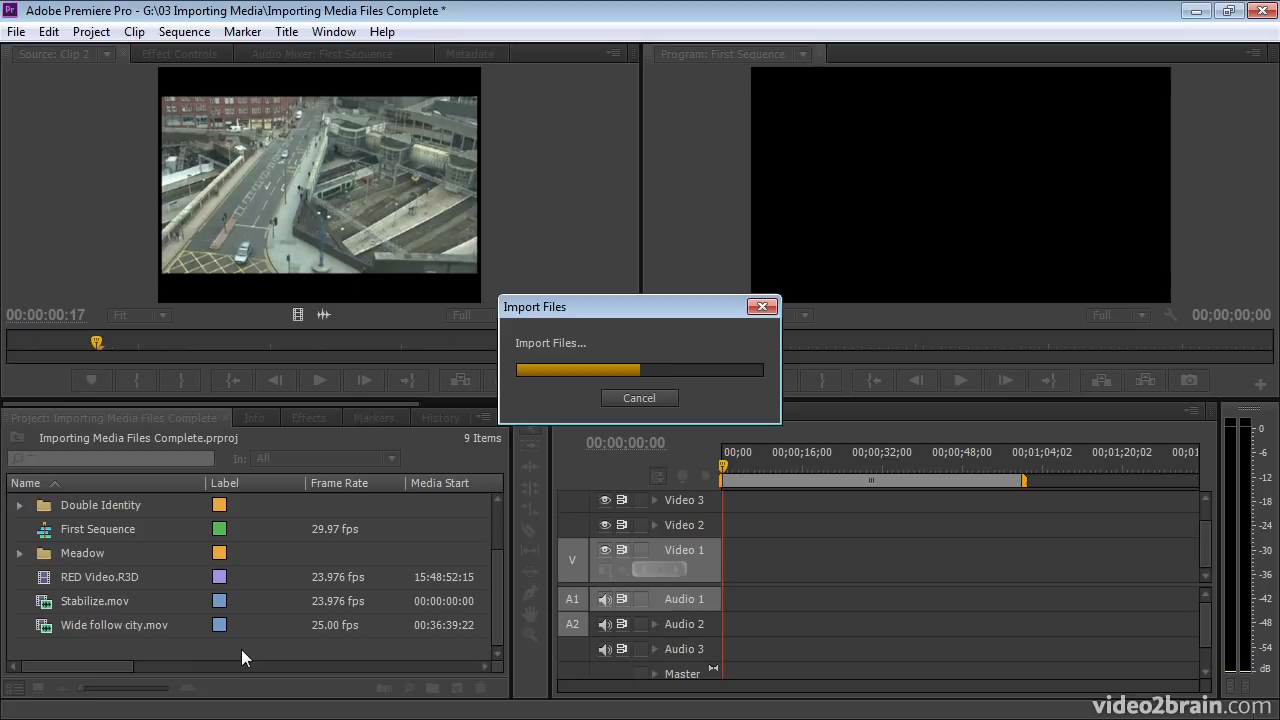 Adobe Premiere Pro - G:\03 Importing Media\Importing Media Files Complete *
File Edit Project Clip Sequence Marker Title Window Help
Source: Clip 2 Effect Controls Audio Mixer: First Sequence Metadata
Program: First Sequence
00:00:00:17 Fit Full
Full 00;00;00;00
Import Files
Import Files...
Cancel
Project: Importing Media Files Complete Info Effects Markers History
Importing Media Files Complete.prproj 9 Items
In: All
Name Label Frame Rate Media Start
Double Identity
First Sequence 29.97 fps
Meadow
RED Video.R3D 23.976 fps 15:48:52:15
Stabilize.mov 23.976 fps 00:00:00:00
Wide follow city.mov 25.00 fps 00:36:39:22
00:00:00:00
00;00 00;00;16;00 00;00;32;00 00;00;48;00 00;01;04;02 00;01;20;02 00;01
Video 3
Video 2
V Video 1
A1 Audio 1
A2 Audio 2
Audio 3
Master
0
-6
-12
-18
-24
-30
-36
-42
-48
-54
dB
video2brain.com